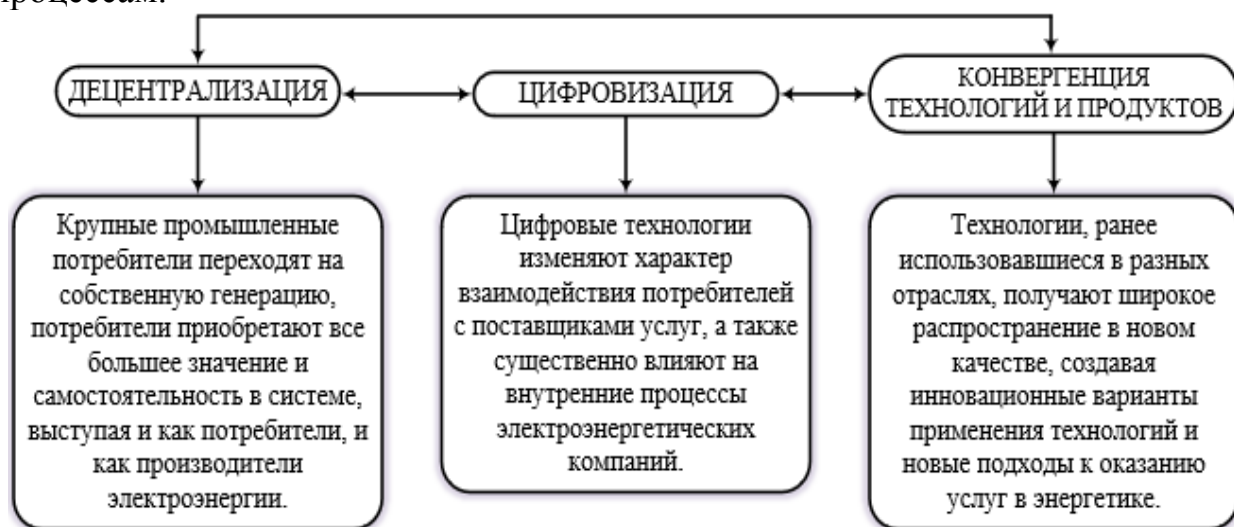 процессам.
ДЕЦЕНТРАЛИЗАЦИЯ
ЦИФРОВИЗАЦИЯ
КОНВЕРГЕНЦИЯ
ТЕХНОЛОГИЙ И ПРОДУКТОВ
Крупные промышленные
потребители переходят на
собственную генерацию,
потребители приобретают все
большее значение и
самостоятельность в системе,
выступая и как потребители, и
как производители
электроэнергии.
Цифровые технологии
изменяют характер
взаимодействия потребителей
с поставщиками услуг, а также
существенно влияют на
внутренние процессы
электроэнергетических
компаний.
Технологии, ранее
использовавшиеся в разных
отраслях, получают широкое
распространение в новом
качестве, создавая
инновационные варианты
применения технологий и
новые подходы к оказанию
услуг в энергетике.